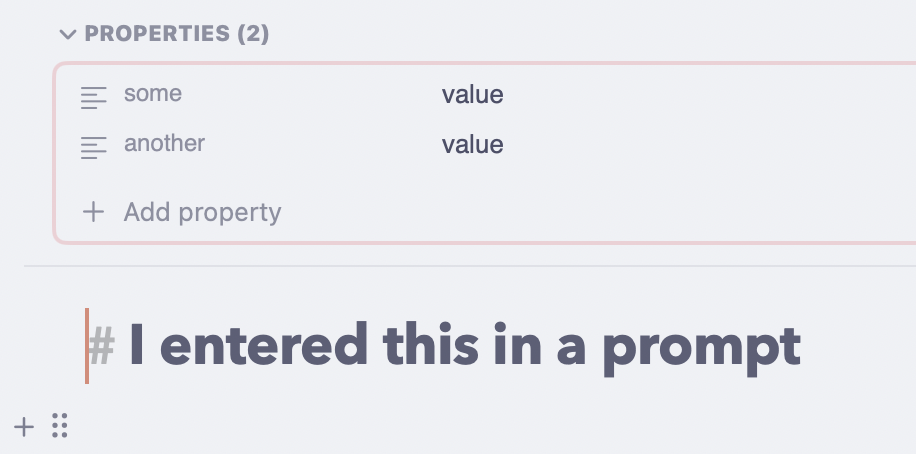 PROPERTIES (2)
some value
another value
+ Add property
# I entered this in a prompt